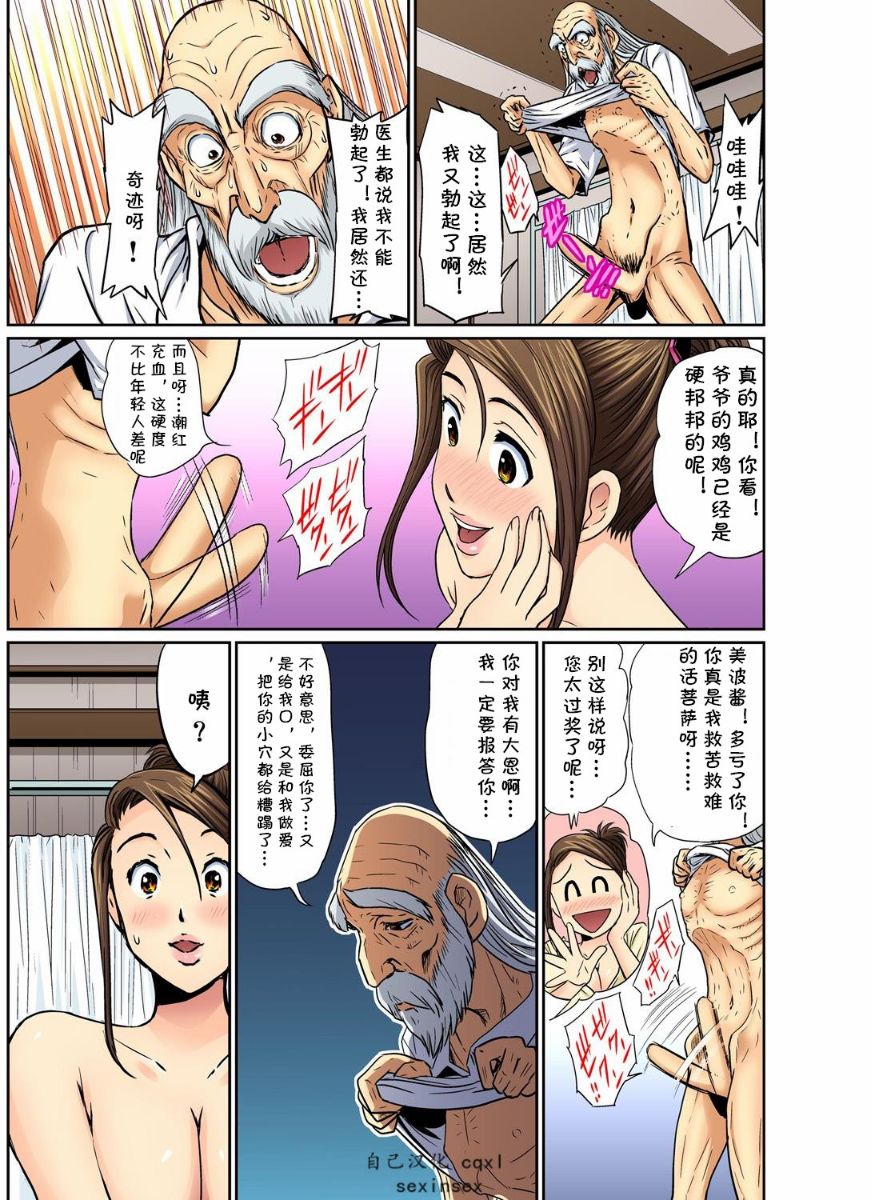 哇哇哇！
这…这…居然
我又勃起了啊！
医生都说我不能
勃起了！我居然还…
奇迹呀！
真的耶！你看！
爷爷的鸡鸡已经是
硬邦邦的呢！
而且呀…潮红
充血，这硬度
不比年轻人差呢
美波酱！多亏了你！
你真是我救苦救难
的活菩萨呀……
别这样说呀…
您太过奖了呢…
你对我有大恩啊…
我一定要报答你…
不好意思，委屈你了…又
是给我口，又是和我做爱
，把你的小穴都给糟蹋了…
咦？
自己汉化 cqxl
sexinsex